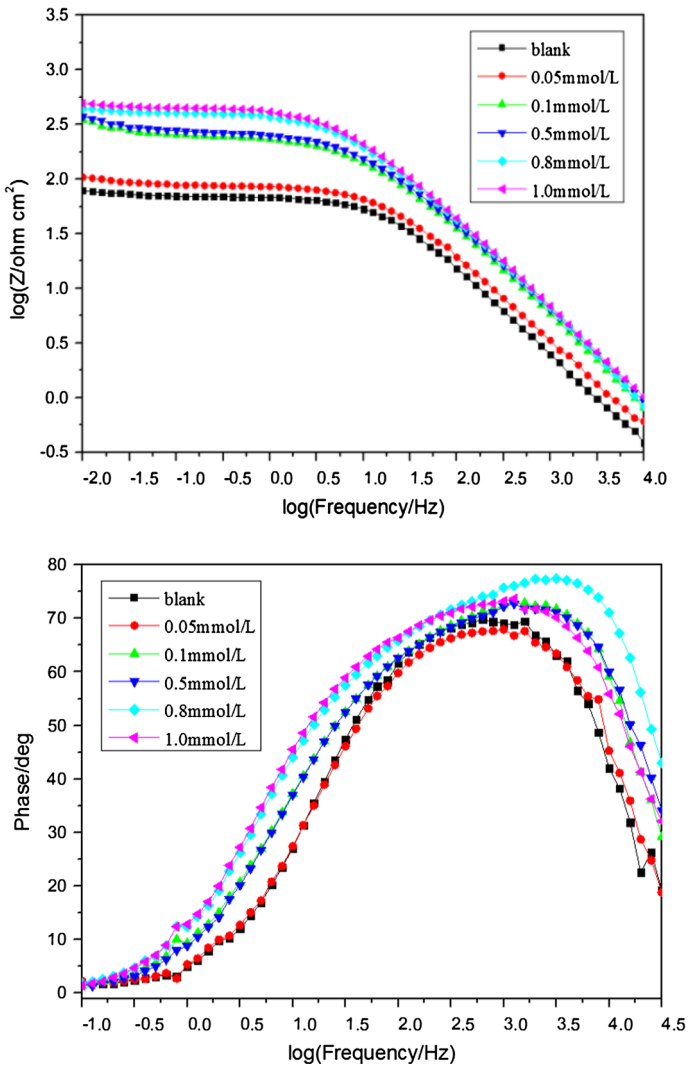 3.5
3.0
2.5
2.0
1.5
1.0
0.5
0.0
-0.5
log(Z/ohm cm²)
blank
0.05mmol/L
0.1mmol/L
0.5mmol/L
0.8mmol/L
1.0mmol/L
-2.0 -1.5 -1.0 -0.5 0.0 0.5 1.0 1.5 2.0 2.5 3.0 3.5 4.0
log(Frequency/Hz)
80
70
60
50
40
30
20
10
0
Phase/deg
blank
0.05mmol/L
0.1mmol/L
0.5mmol/L
0.8mmol/L
1.0mmol/L
-1.0 -0.5 0.0 0.5 1.0 1.5 2.0 2.5 3.0 3.5 4.0 4.5
log(Frequency/Hz)